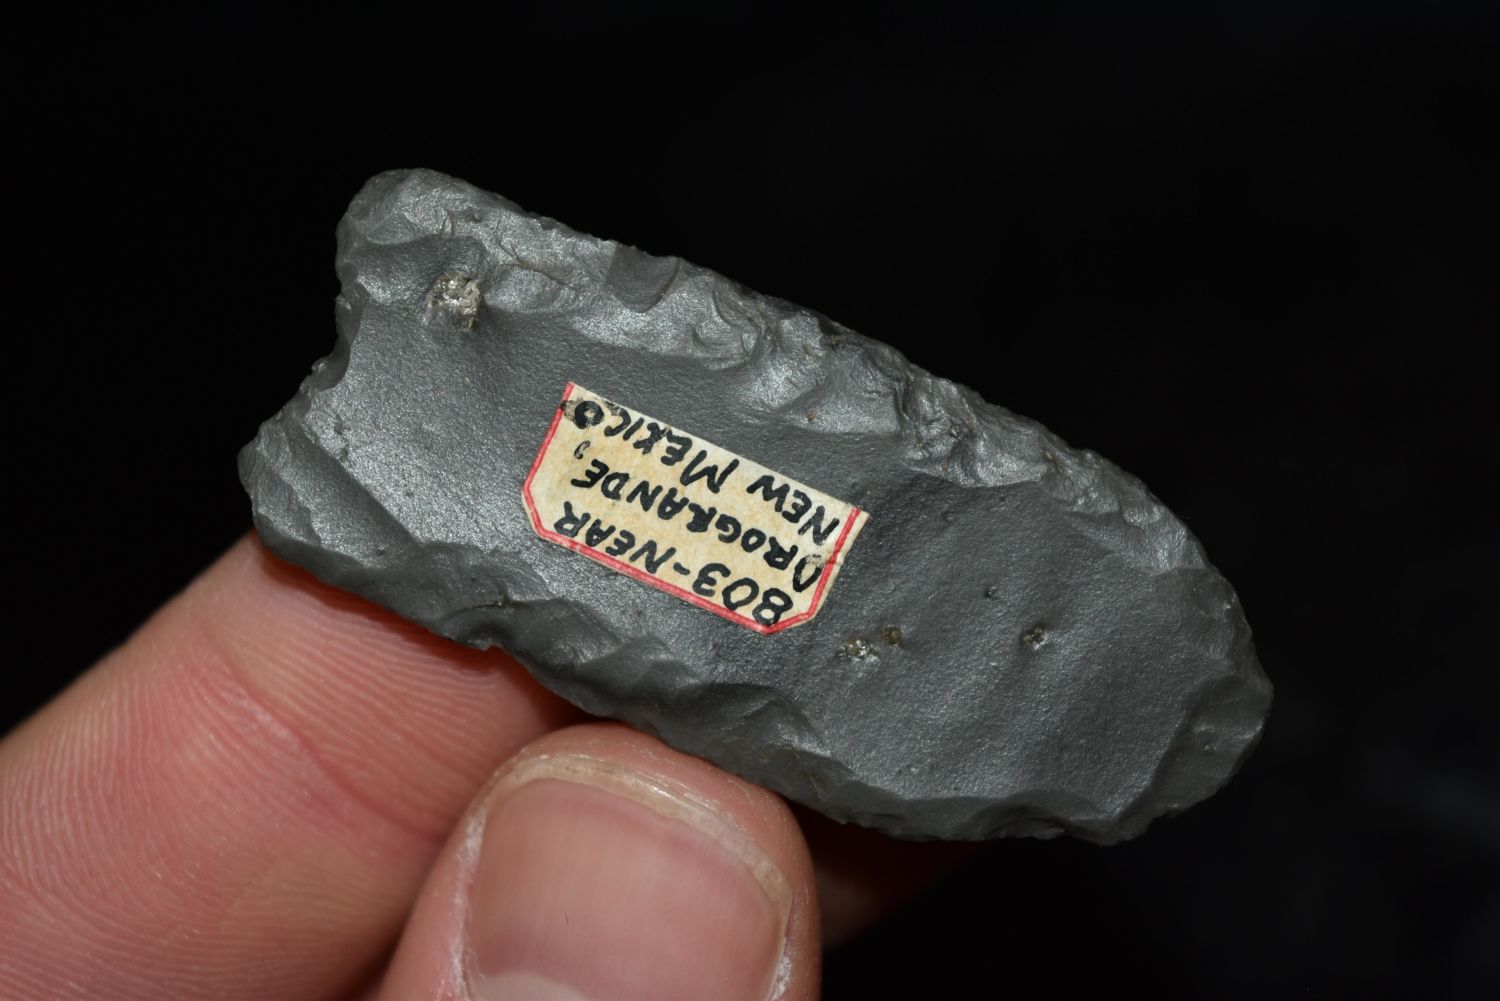 803-NEAR
OROGRANDE,
NEW MEXICO